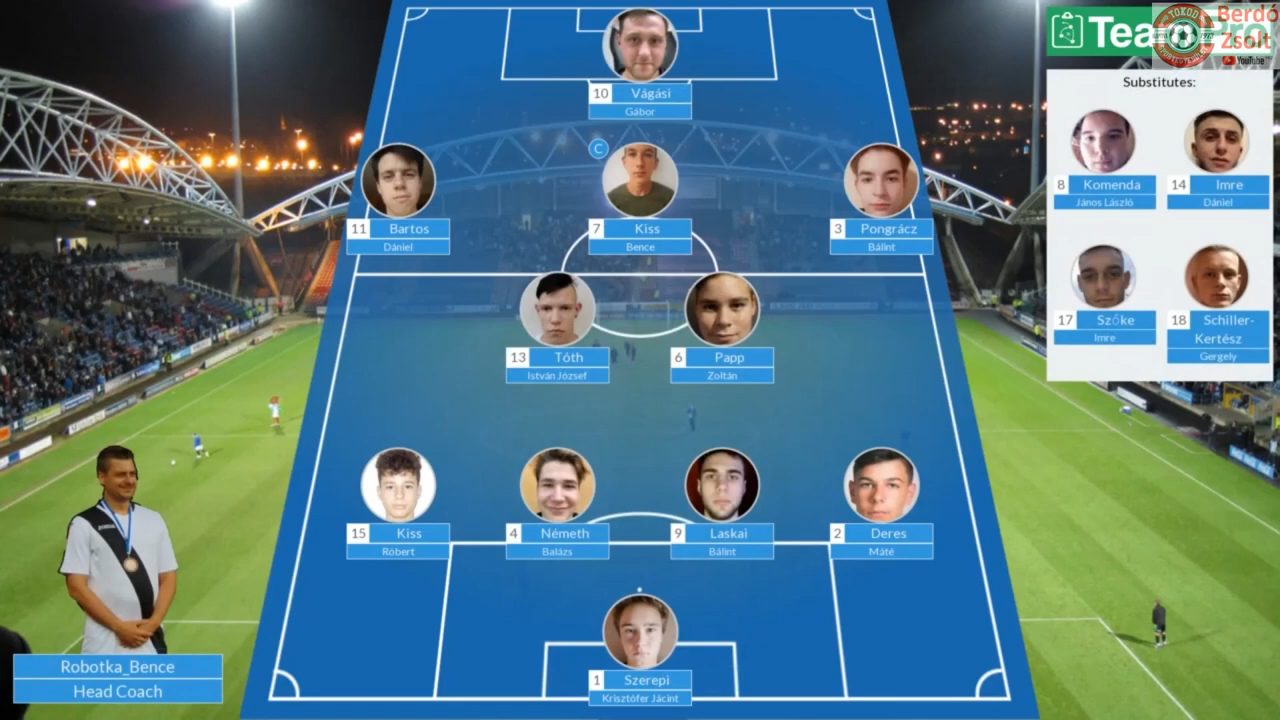 Team
TOKOD
Berdó
Zsolt
YouTube
Substitutes:
8 Komenda
János László
14 Imre
Dániel
17 Szőke
Imre
18 Schiller-
Kertész
Gergely
10 Vágási
Gábor
C
11 Bartos
Dániel
7 Kiss
Bence
3 Pongrácz
Bálint
13 Tóth
István József
6 Papp
Zoltán
15 Kiss
Róbert
4 Németh
Balázs
9 Laskai
Bálint
2 Deres
Máté
1 Szerepi
Krisztófer Jácint
Robotka_Bence
Head Coach